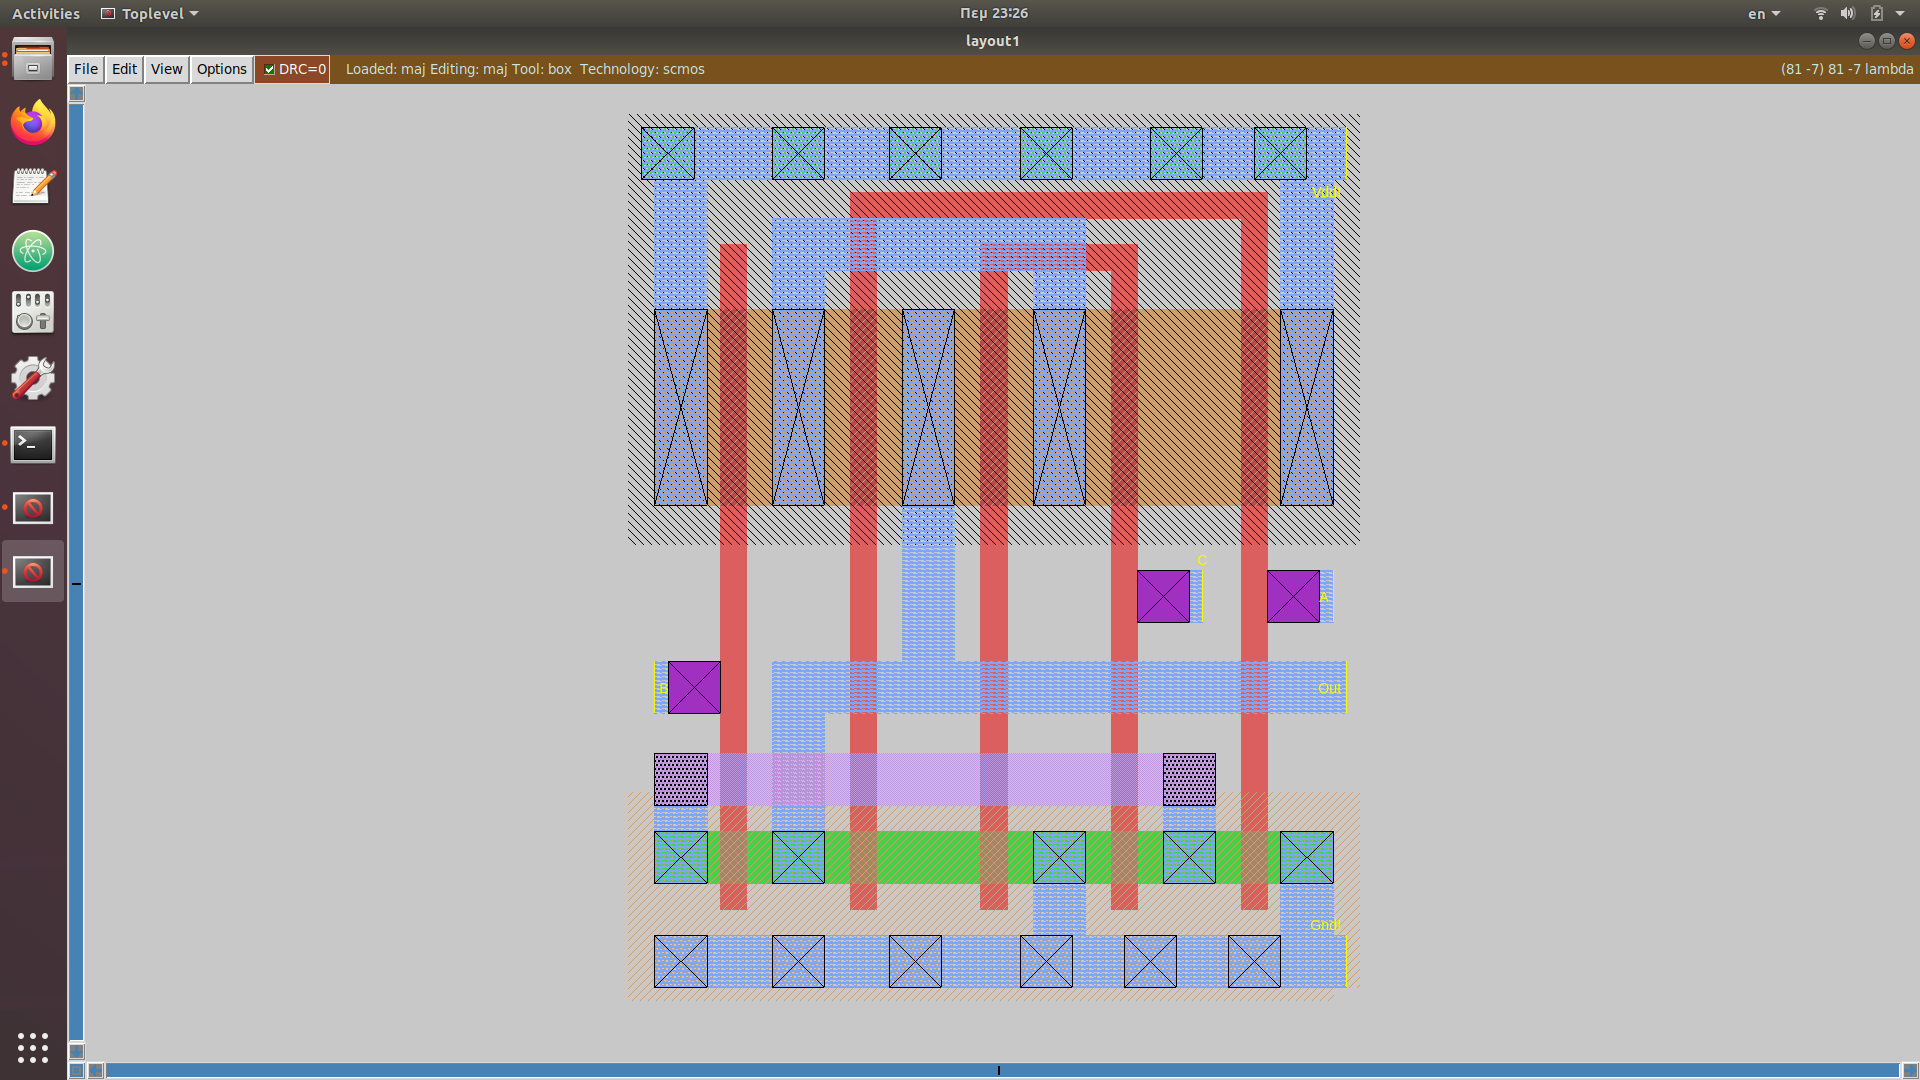 Activities Toplevel Πεμ 23:26 en
layout1
File Edit View Options DRC=0 Loaded: maj Editing: maj Tool: box Technology: scmos (81 -7) 81 -7 lambda
Vdd!
C
A
B
Out
Gnd!